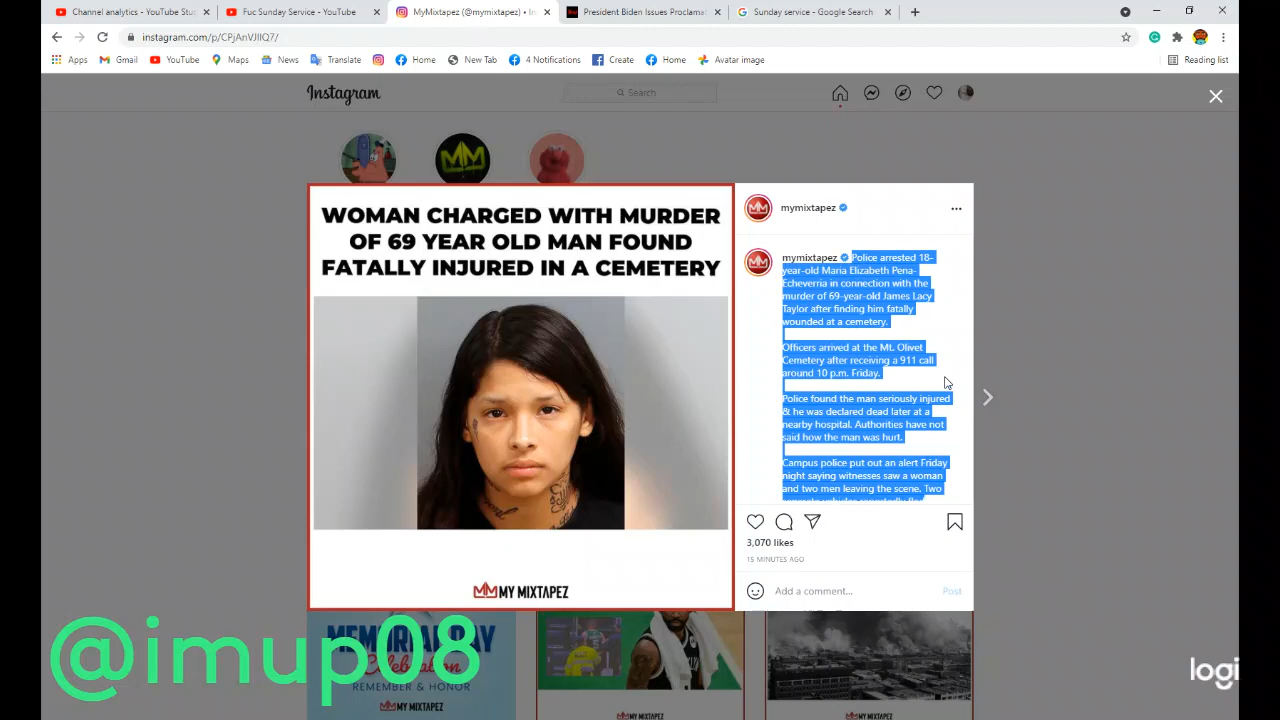 Channel analytics - YouTube Stu
Fuc Sunday Service - YouTube
MyMixtapez (@mymixtapez) • In
President Biden Issues Proclamat
Sunday service - Google Search
instagram.com/p/CPjAnVJlIQ7/
Apps
Gmail
YouTube
Maps
News
Translate
Home
New Tab
4 Notifications
Create
Home
Avatar image
Reading list
Instagram
Search
WOMAN CHARGED WITH MURDER
OF 69 YEAR OLD MAN FOUND
FATALLY INJURED IN A CEMETERY
MM MY MIXTAPEZ
mymixtapez
mymixtapez Police arrested 18-
year-old Maria Elizabeth Pena-
Echeverria in connection with the
murder of 69-year-old James Lacy
Taylor after finding him fatally
wounded at a cemetery.
Officers arrived at the Mt. Olivet
Cemetery after receiving a 911 call
around 10 p.m. Friday.
Police found the man seriously injured
& he was declared dead later at a
nearby hospital. Authorities have not
said how the man was hurt.
Campus police put out an alert Friday
night saying witnesses saw a woman
and two men leaving the scene. Two
3,070 likes
15 MINUTES AGO
Add a comment...
Post
MEMORIAL DAY
Celebration
REMEMBER & HONOR
MY MIXTAPEZ
MY MIXTAPEZ
MY MIXTAPEZ
@imup08
logi